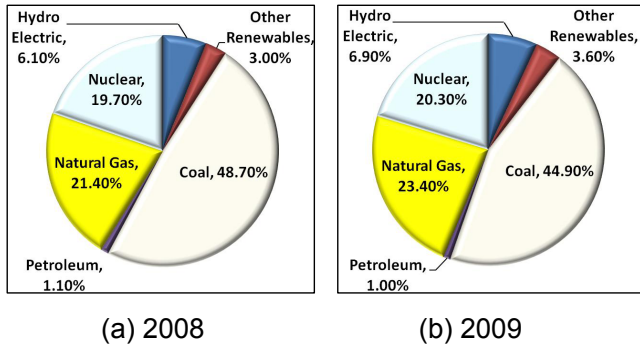 Hydro
Electric,
6.10%
Other
Renewables,
3.00%
Nuclear,
19.70%
Coal, 48.70%
Natural Gas,
21.40%
Petroleum,
1.10%
(a) 2008
Hydro
Electric,
6.90%
Other
Renewables,
3.60%
Nuclear,
20.30%
Coal, 44.90%
Natural Gas,
23.40%
Petroleum,
1.00%
(b) 2009